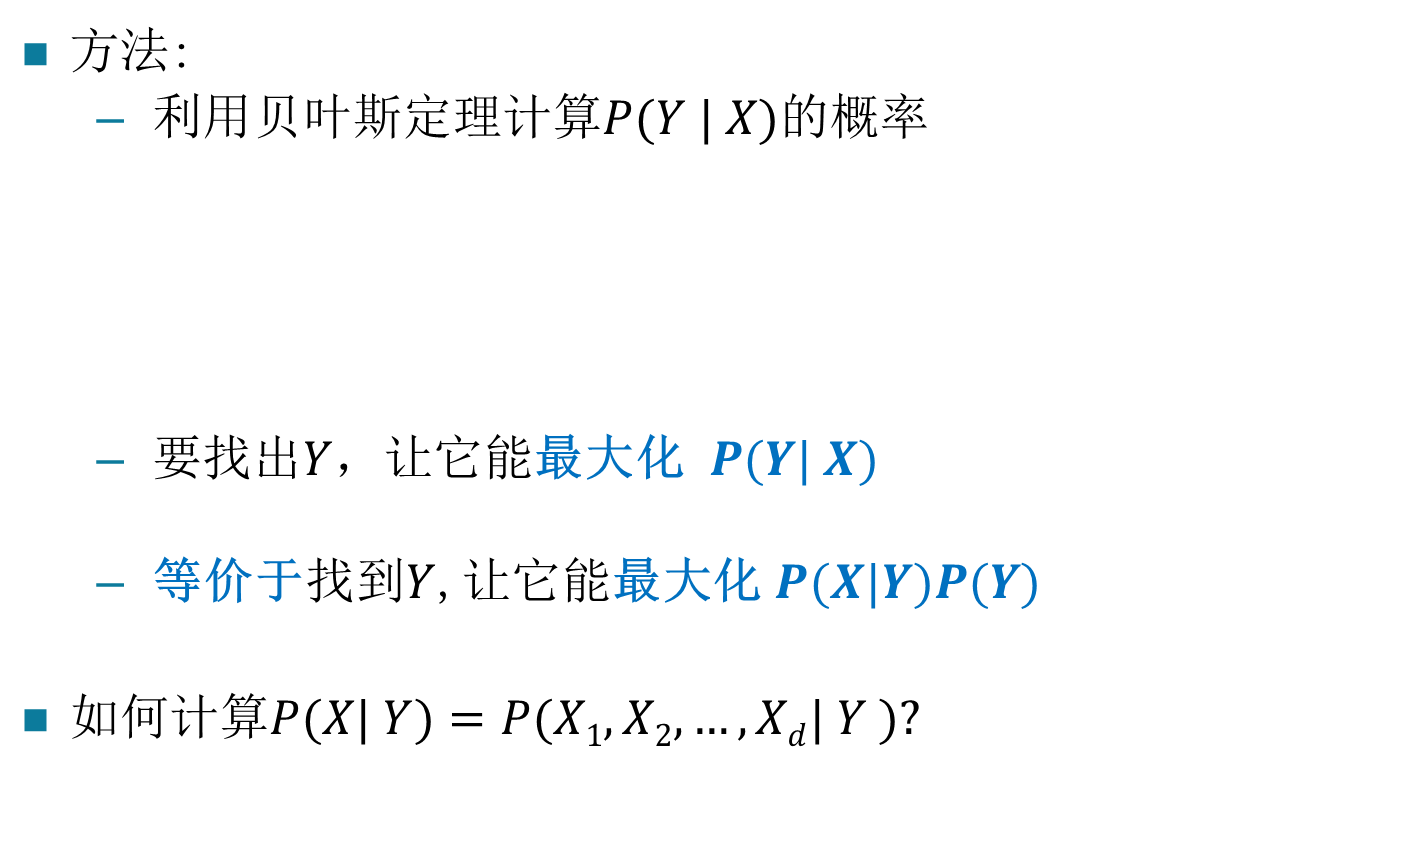 ■ 方法:
– 利用贝叶斯定理计算P(Y | X)的概率
– 要找出Y，让它能最大化 P(Y| X)
– 等价于找到Y,让它能最大化 P(X|Y)P(Y)
■ 如何计算P(X| Y) = P(X₁, X₂, … , X_d| Y )?